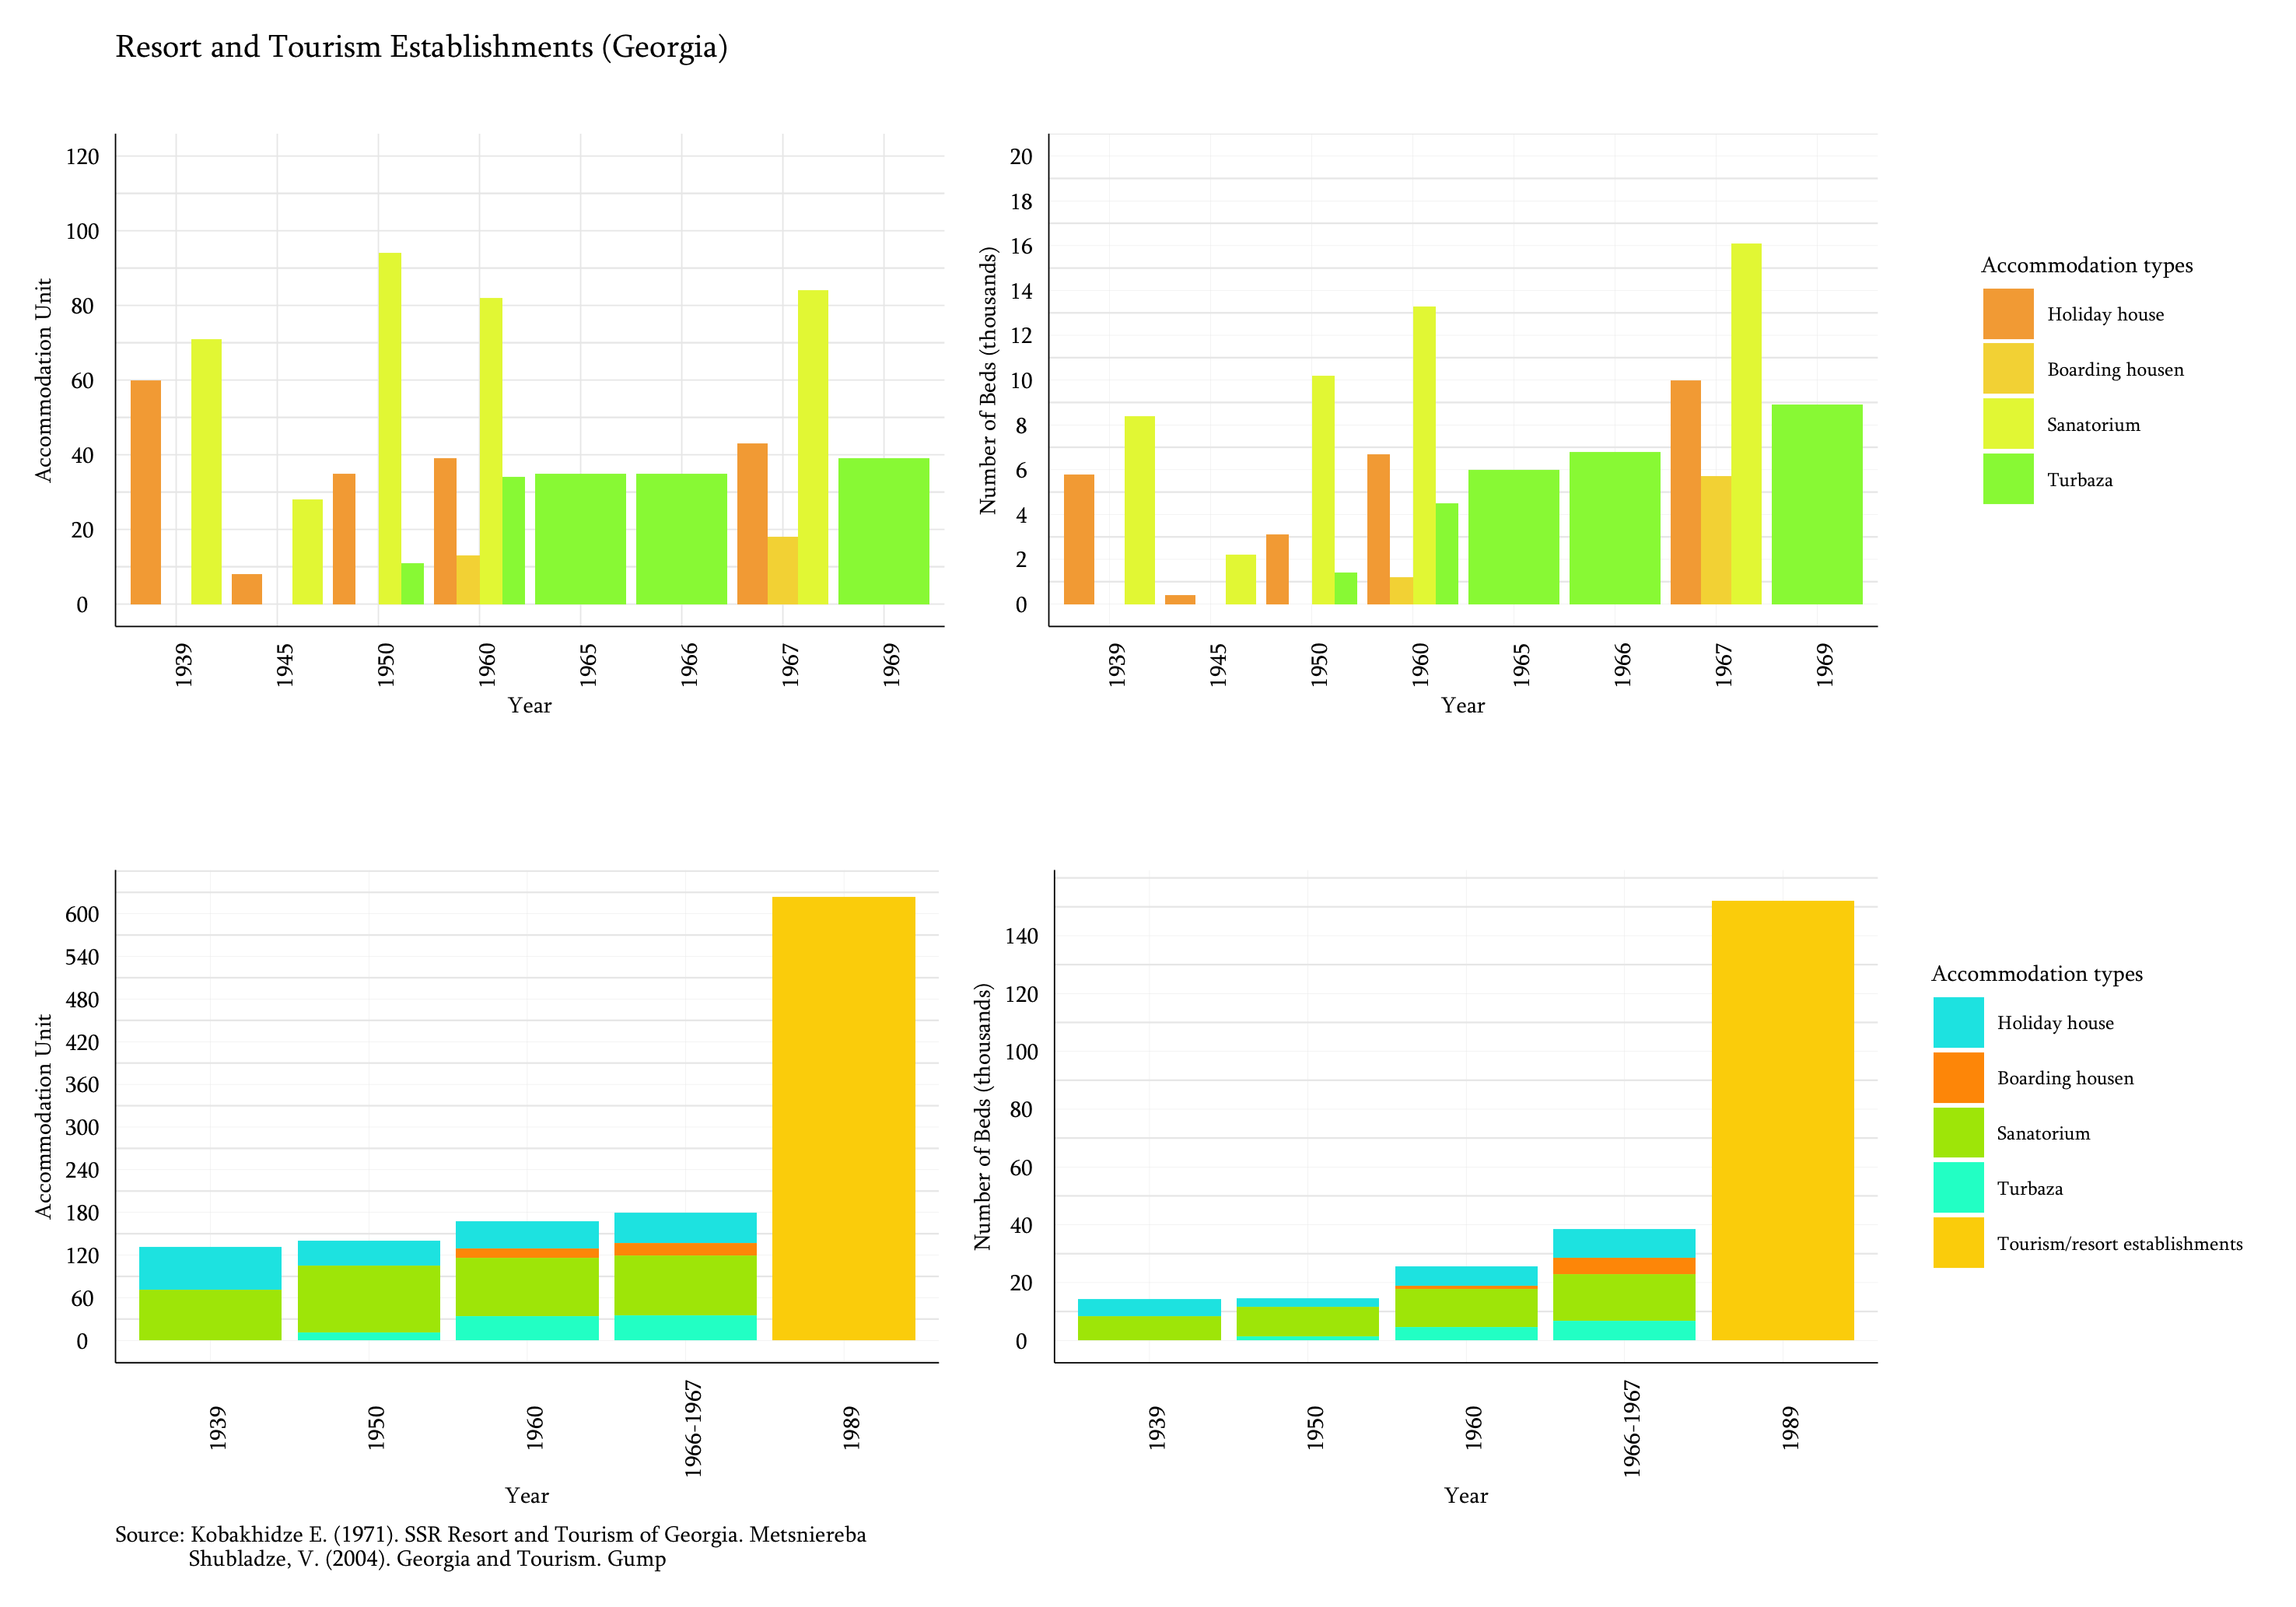 Resort and Tourism Establishments (Georgia)
Accommodation Unit
120
100
80
60
40
20
0
1939 1945 1950 1960 1965 1966 1967 1969
Year
Number of Beds (thousands)
20
18
16
14
12
10
8
6
4
2
0
1939 1945 1950 1960 1965 1966 1967 1969
Year
Accommodation types
Holiday house
Boarding housen
Sanatorium
Turbaza
Accommodation Unit
600
540
480
420
360
300
240
180
120
60
0
1939 1950 1960 1966-1967 1989
Year
Number of Beds (thousands)
140
120
100
80
60
40
20
0
1939 1950 1960 1966-1967 1989
Year
Accommodation types
Holiday house
Boarding housen
Sanatorium
Turbaza
Tourism/resort establishments
Source: Kobakhidze E. (1971). SSR Resort and Tourism of Georgia. Metsniereba
Shubladze, V. (2004). Georgia and Tourism. Gump